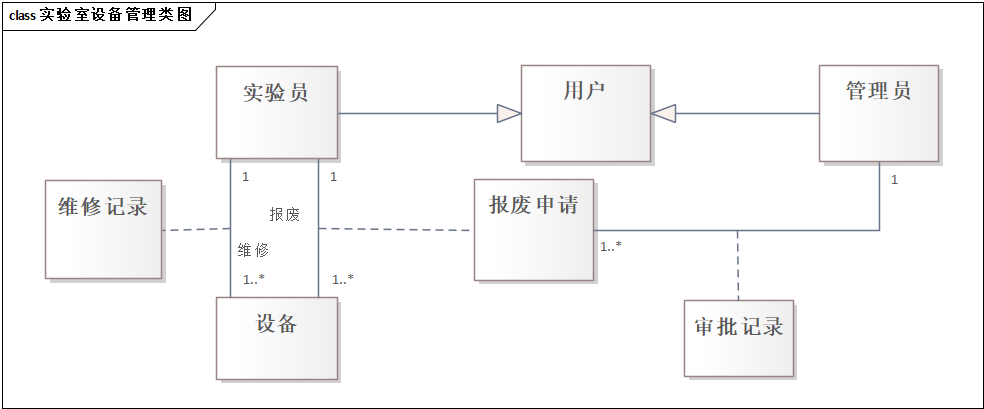 class 实验室设备管理类图
实验员
用户
管理员
1
1
1
维修记录
报废
报废申请
维修
1..*
1..*
1..*
设备
审批记录